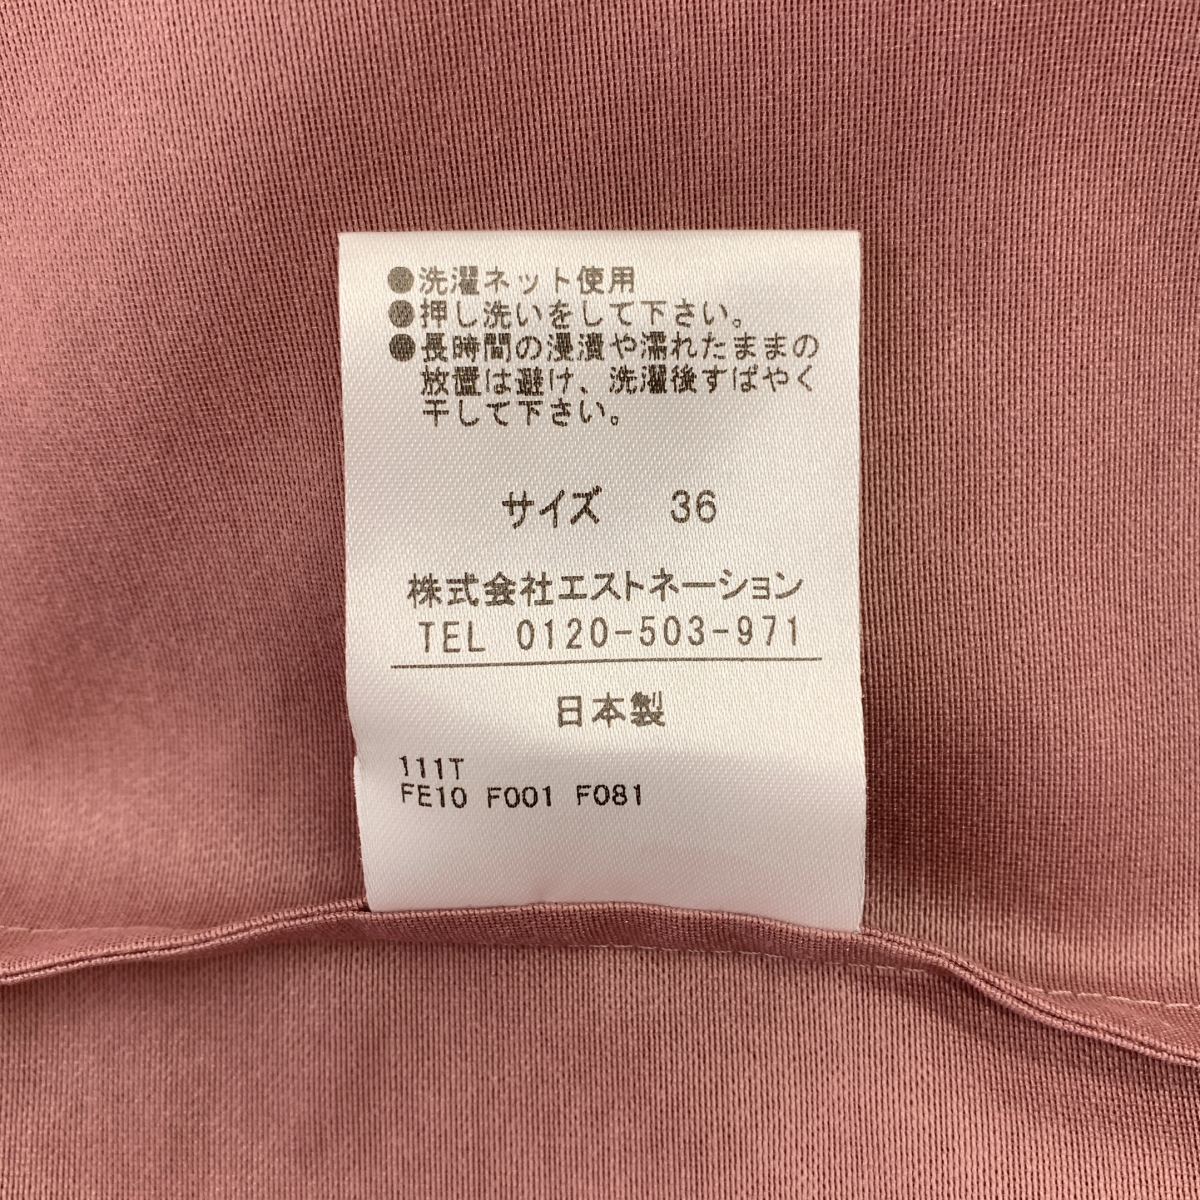 ●洗濯ネット使用
●押し洗いをして下さい。
●長時間の浸漬や濡れたままの
放置は避け、洗濯後すばやく
干して下さい。
サイズ 36
株式会社エストネーション
TEL 0120-503-971
日本製
111T
FE10 F001 F081